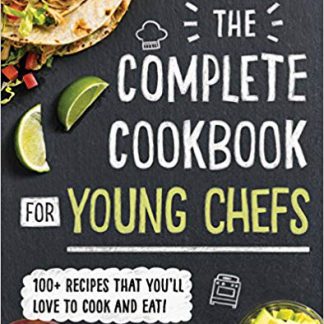 THE
COMPLETE
COOKBOOK
FOR YOUNG CHEFS
100+ RECIPES THAT YOU'LL
LOVE TO COOK AND EAT!